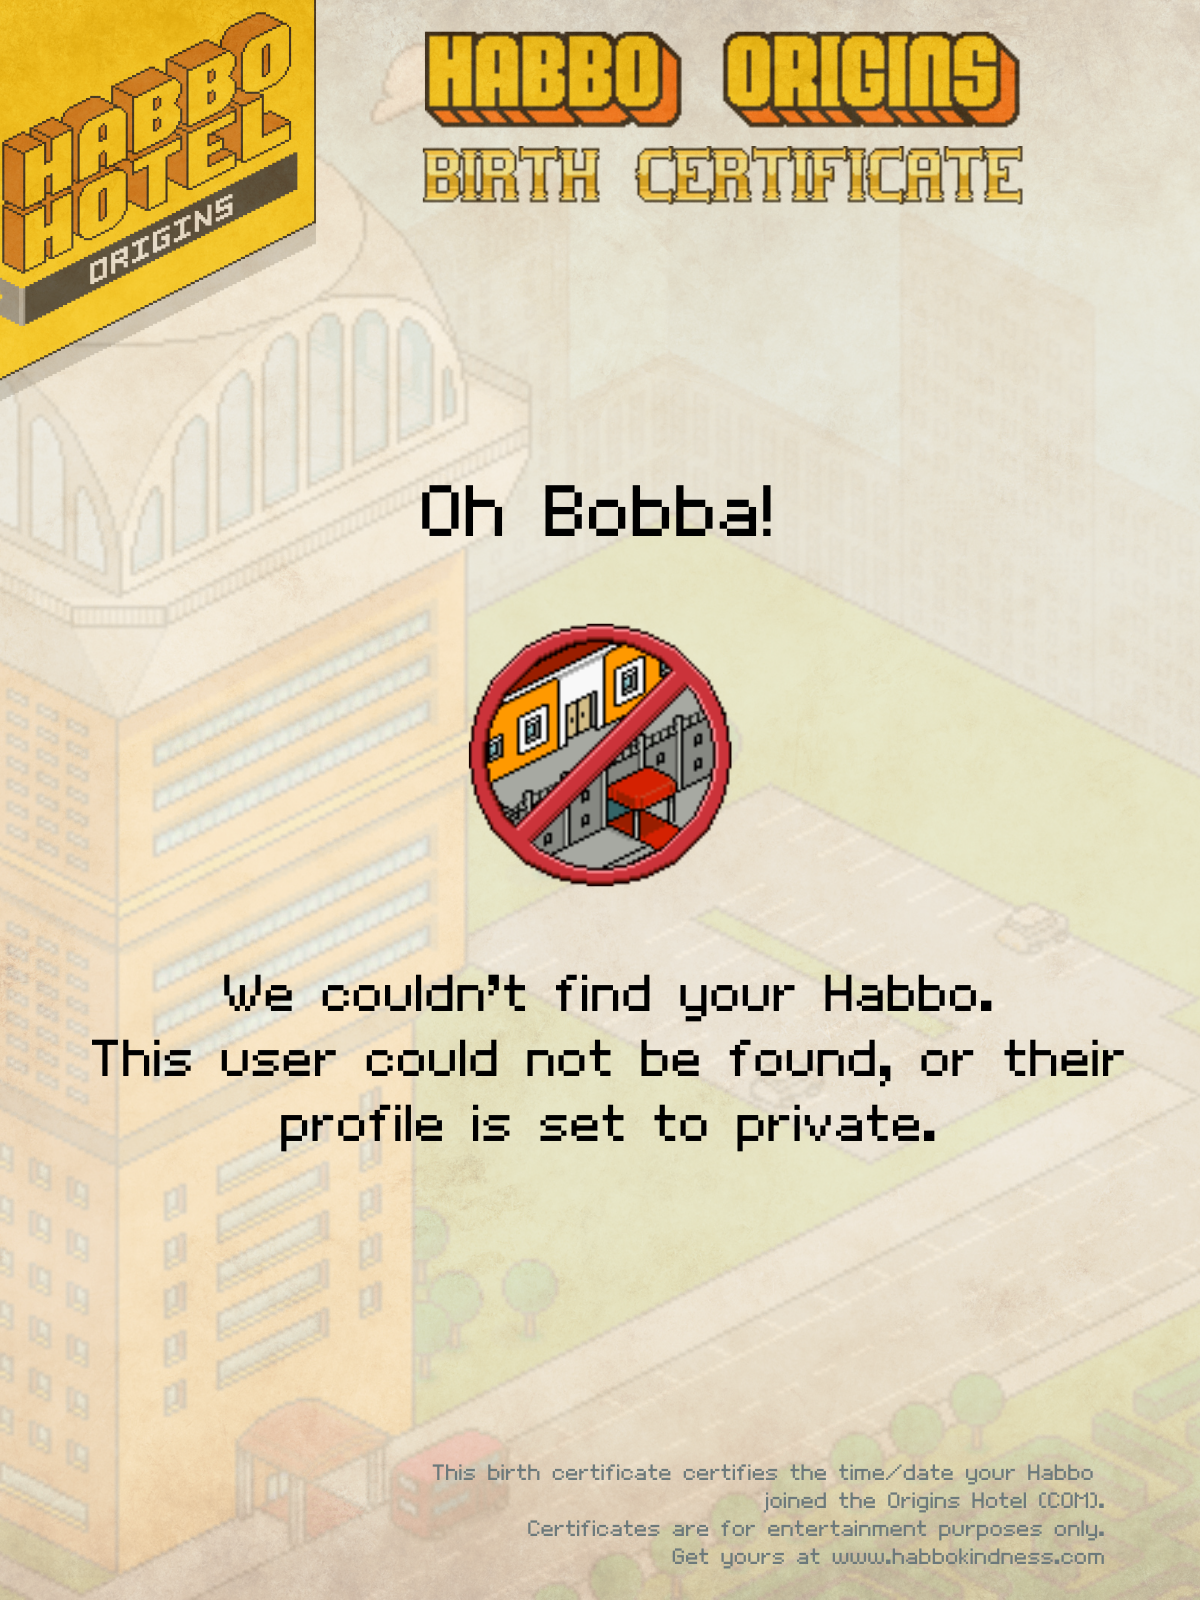 HABBO
HOTEL
ORIGINS
HABBO ORIGINS
BIRTH CERTIFICATE
Oh Bobba!
We couldn't find your Habbo.
This user could not be found, or their
profile is set to private.
This birth certificate certifies the time/date your Habbo
joined the Origins Hotel (COM).
Certificates are for entertainment purposes only.
Get yours at www.habbokindness.com